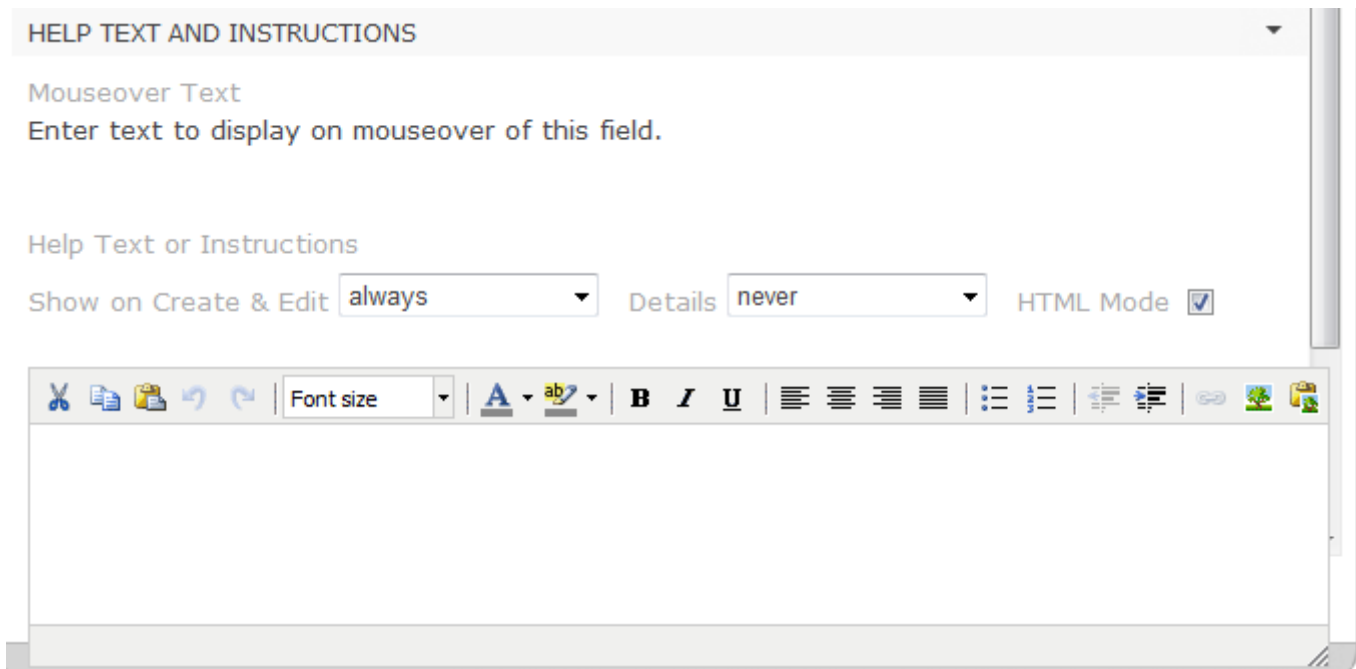 HELP TEXT AND INSTRUCTIONS
Mouseover Text
Enter text to display on mouseover of this field.
Help Text or Instructions
Show on Create & Edit always Details never HTML Mode
Font size A ab B I U